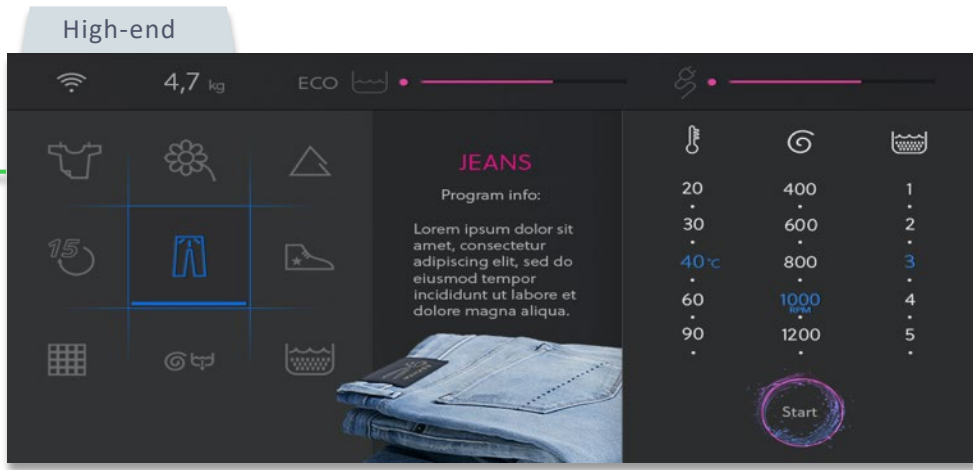 High-end
4,7 kg
ECO
JEANS
Program info:
Lorem ipsum dolor sit
amet, consectetur
adipiscing elit, sed do
eiusmod tempor
incididunt ut labore et
dolore magna aliqua.
15
20 400 1
30 600 2
40 °C 800 3
60 1000 4
RPM
90 1200 5
Start